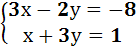 3x − 2y = −8
x + 3y = 1